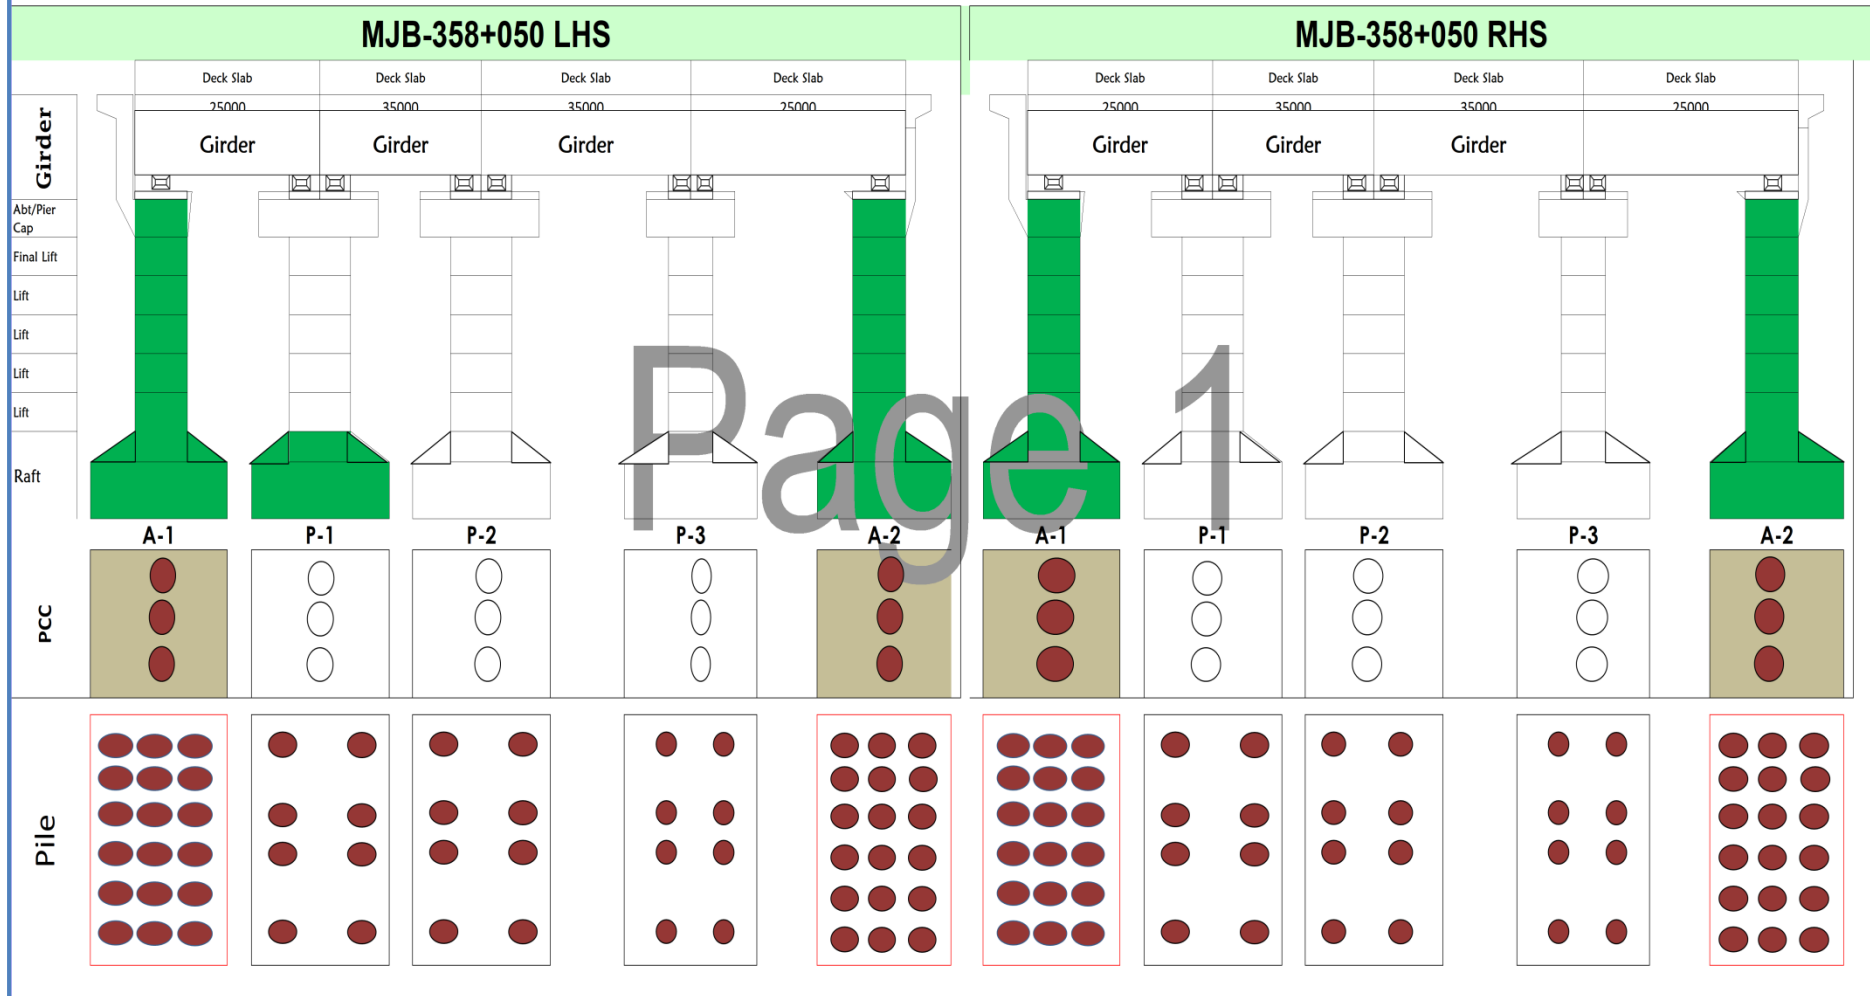 MJB-358+050 LHS
MJB-358+050 RHS
Deck Slab Deck Slab Deck Slab Deck Slab
Deck Slab Deck Slab Deck Slab Deck Slab
25000 35000 35000 25000
25000 35000 35000 25000
Girder
Girder Girder Girder
Girder Girder Girder
Abt/Pier
Cap
Final Lift
Lift
Lift
Lift
Lift
Raft
Page 1
A-1 P-1 P-2 P-3 A-2
A-1 P-1 P-2 P-3 A-2
PCC
Pile